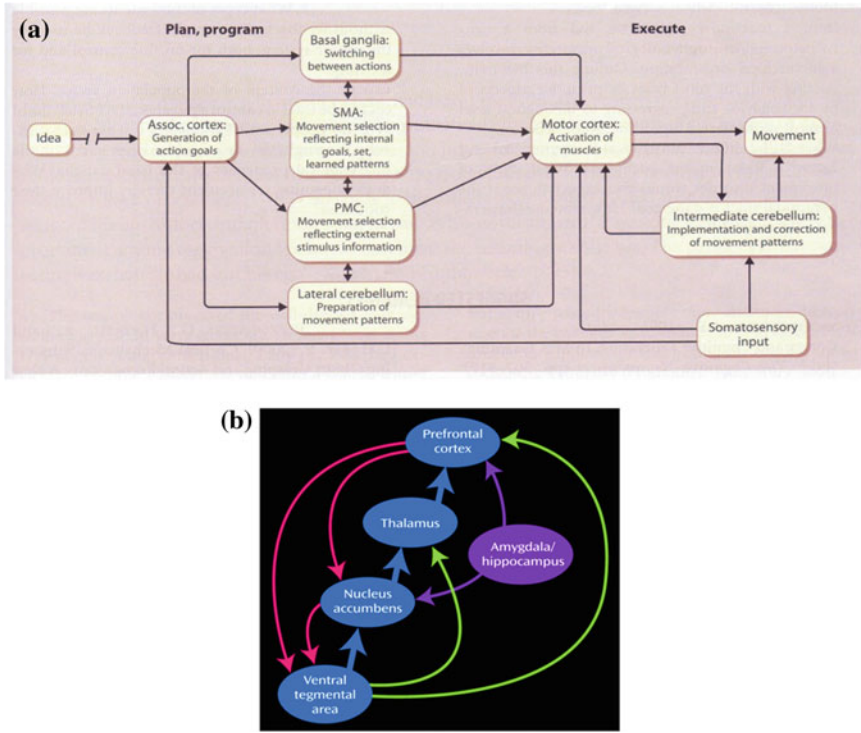 (a)
Plan, program
Execute
Basal ganglia:
Switching
between actions
SMA:
Movement selection
reflecting internal
goals, set,
learned patterns
Idea
Assoc. cortex:
Generation of
action goals
Motor cortex:
Activation of
muscles
Movement
PMC:
Movement selection
reflecting external
stimulus information
Intermediate cerebellum:
Implementation and correction
of movement patterns
Lateral cerebellum:
Preparation of
movement patterns
Somatosensory
input
(b)
Prefrontal
cortex
Thalamus
Amygdala/
hippocampus
Nucleus
accumbens
Ventral
tegmental
area